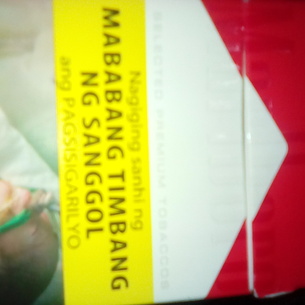 Nagiging sanhi ng
MABABANG TIMBANG
NG SANGGOL
ang PAGSISIGARILYO
SELECTED PREMIUM TOBACCOS